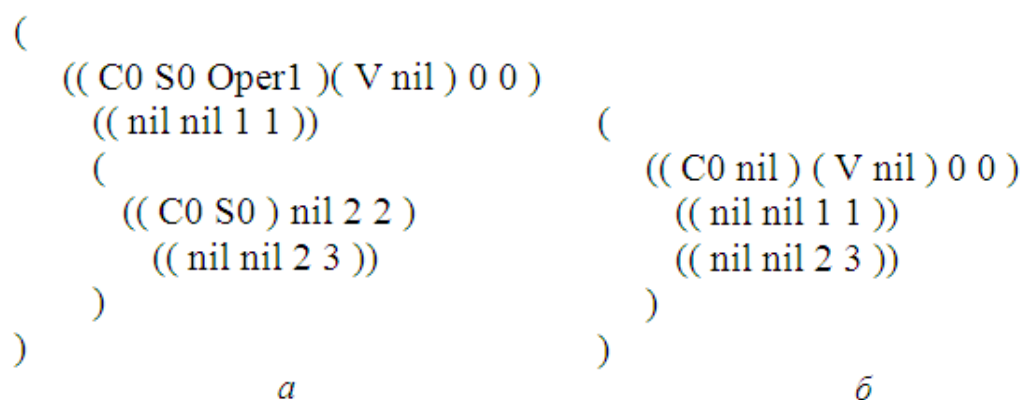 (
(( C0 S0 Oper1 )( V nil ) 0 0 )
(( nil nil 1 1 ))
(
(( C0 S0 ) nil 2 2 )
(( nil nil 2 3 ))
)
)
а
(
(( C0 nil ) ( V nil ) 0 0 )
(( nil nil 1 1 ))
(( nil nil 2 3 ))
)
)
б